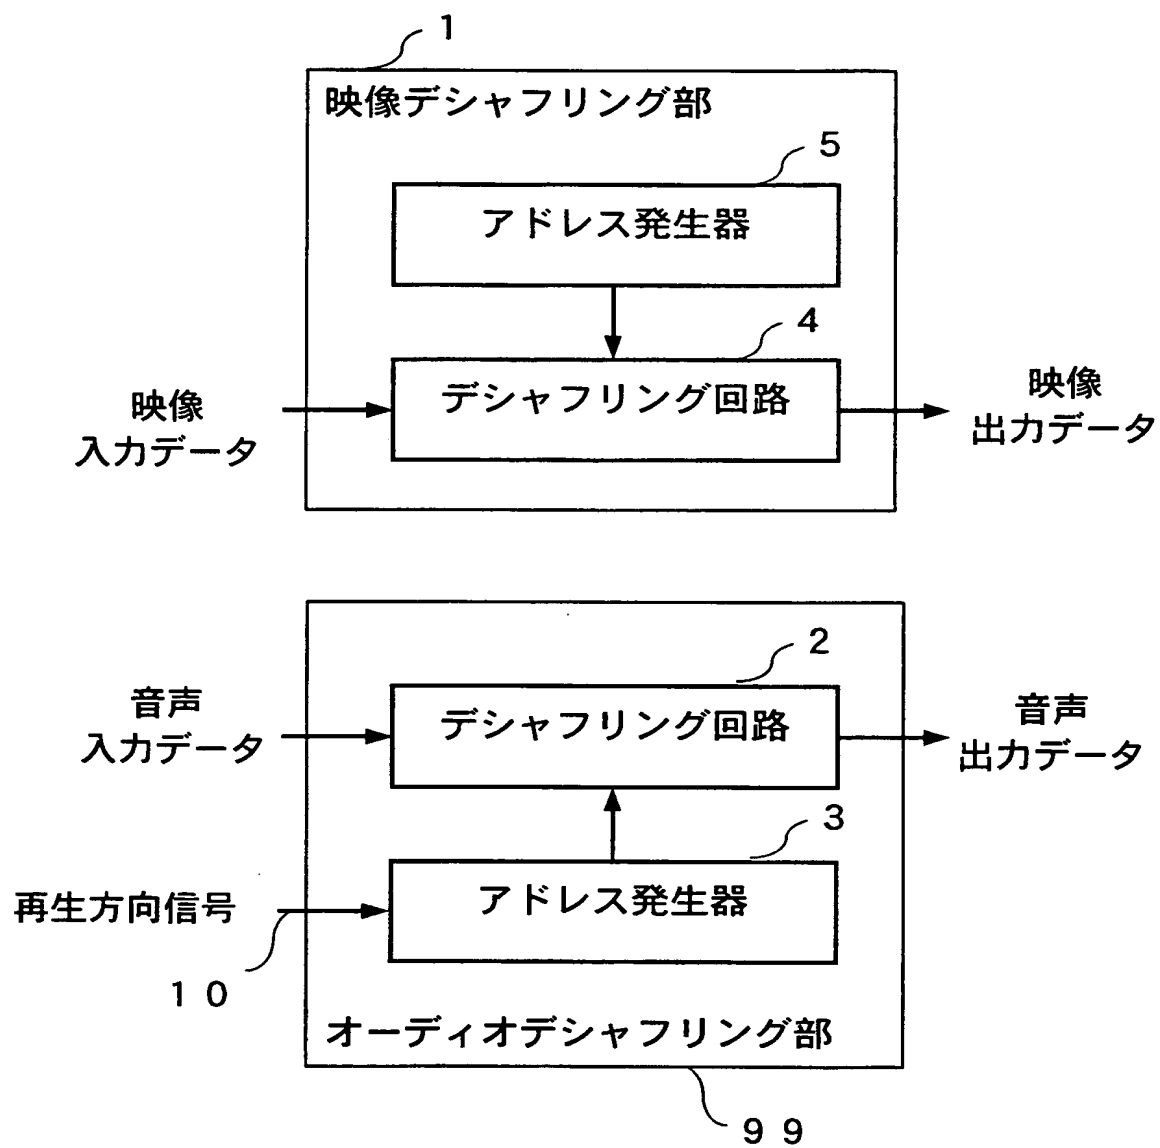 1
映像デシャフリング部
5
アドレス発生器
4
デシャフリング回路
映像
入力データ
映像
出力データ
2
デシャフリング回路
音声
入力データ
音声
出力データ
3
アドレス発生器
再生方向信号
10
オーディオデシャフリング部
99